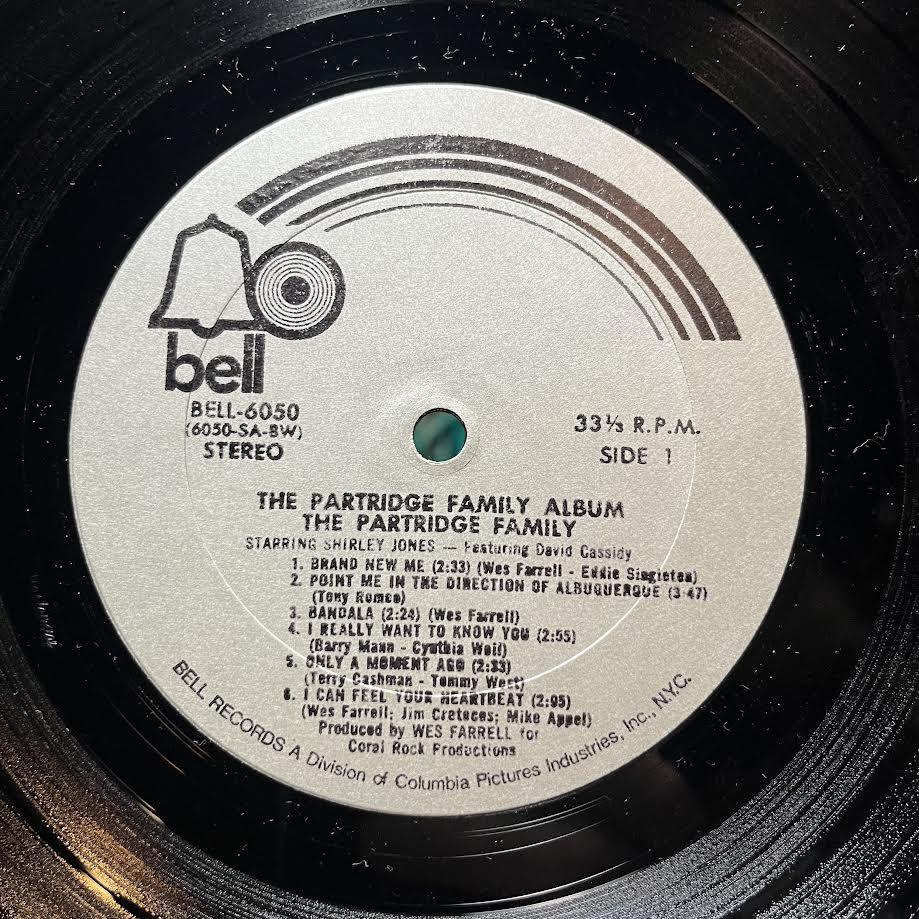 bell
BELL-6050
(6050-SA-BW)
STEREO
33⅓ R.P.M.
SIDE 1
THE PARTRIDGE FAMILY ALBUM
THE PARTRIDGE FAMILY
STARRING SHIRLEY JONES — Featuring David Cassidy
1. BRAND NEW ME (2:33) (Wes Farrell - Eddie Singleton)
2. POINT ME IN THE DIRECTION OF ALBUQUERQUE (3:47)
(Tony Romeo)
3. BANDALA (2:24) (Wes Farrell)
4. I REALLY WANT TO KNOW YOU (2:55)
(Barry Mann - Cynthia Weil)
5. ONLY A MOMENT AGO (2:33)
(Terry Cashman - Tommy West)
6. I CAN FEEL YOUR HEARTBEAT (2:05)
(Wes Farrell; Jim Cretecos; Mike Appel)
Produced by WES FARRELL for
Coral Rock Productions
BELL RECORDS A Division of Columbia Pictures Industries, Inc., N.Y.C.